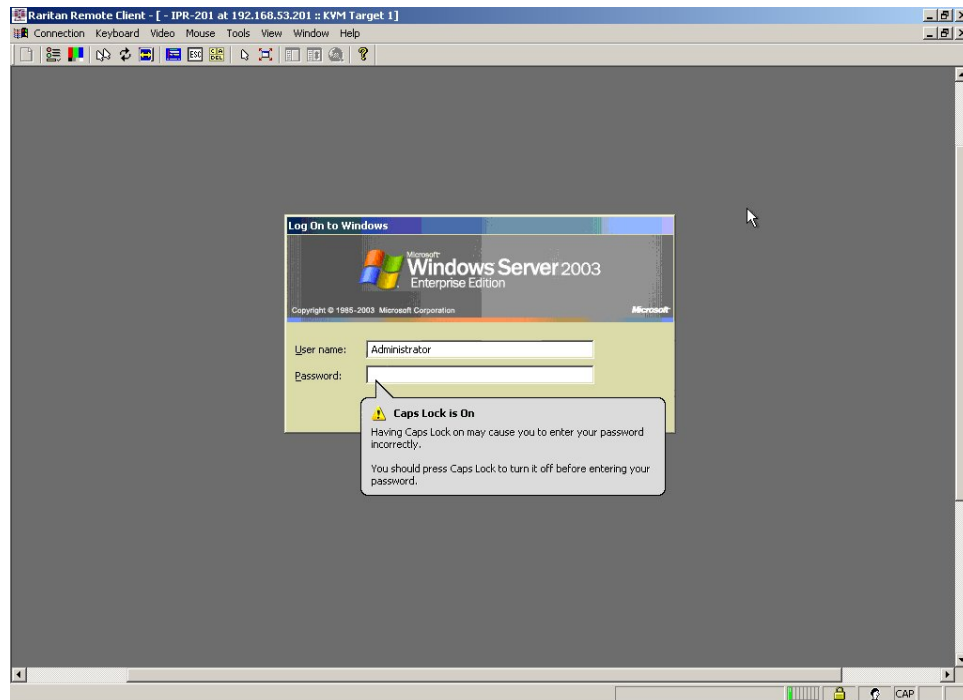 Raritan Remote Client - [ - IPR-201 at 192.168.53.201 :: KVM Target 1]
Connection Keyboard Video Mouse Tools View Window Help
ESC
Log On to Windows
Microsoft
Windows Server 2003
Enterprise Edition
Copyright © 1985-2003 Microsoft Corporation Microsoft
User name: Administrator
Password:
Caps Lock is On
Having Caps Lock on may cause you to enter your password
incorrectly.
You should press Caps Lock to turn it off before entering your
password.
CAP